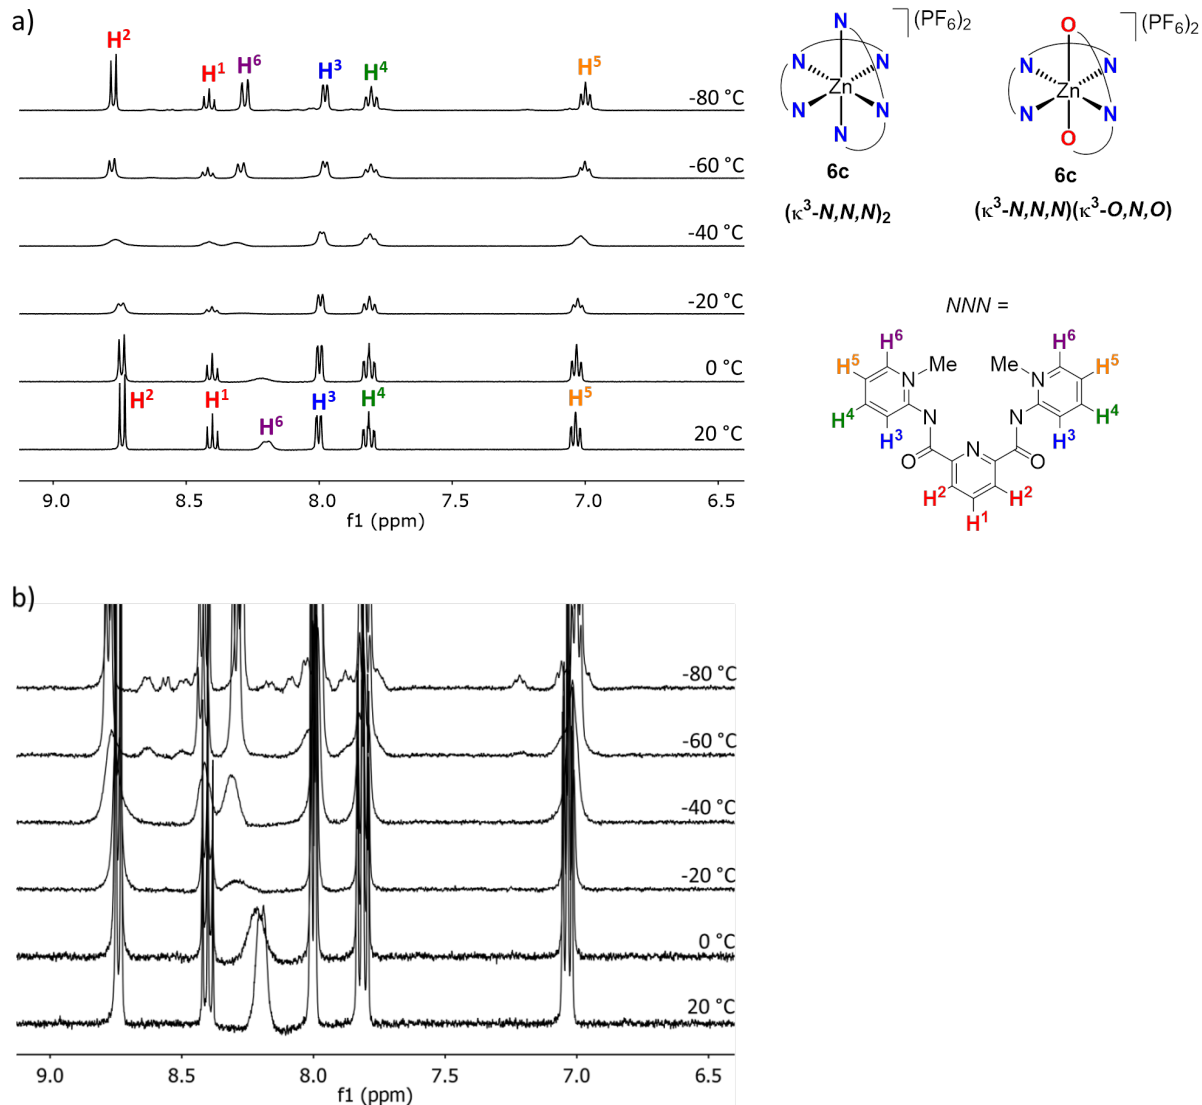 a)
H² H¹ H⁶ H³ H⁴ H⁵
-80 °C
-60 °C
-40 °C
-20 °C
0 °C
H² H¹ H⁶ H³ H⁴ H⁵
20 °C
9.0 8.5 8.0 7.5 7.0 6.5
f1 (ppm)
N N N Zn N N N
(PF₆)₂
6c
(κ³-N,N,N)₂
O N N Zn N N O
(PF₆)₂
6c
(κ³-N,N,N)(κ³-O,N,O)
NNN =
H⁶ H⁶
H⁵ N Me Me N H⁵
H⁴ N N H⁴
H³ H³
O N O
H² H²
H¹
b)
-80 °C
-60 °C
-40 °C
-20 °C
0 °C
20 °C
9.0 8.5 8.0 7.5 7.0 6.5
f1 (ppm)